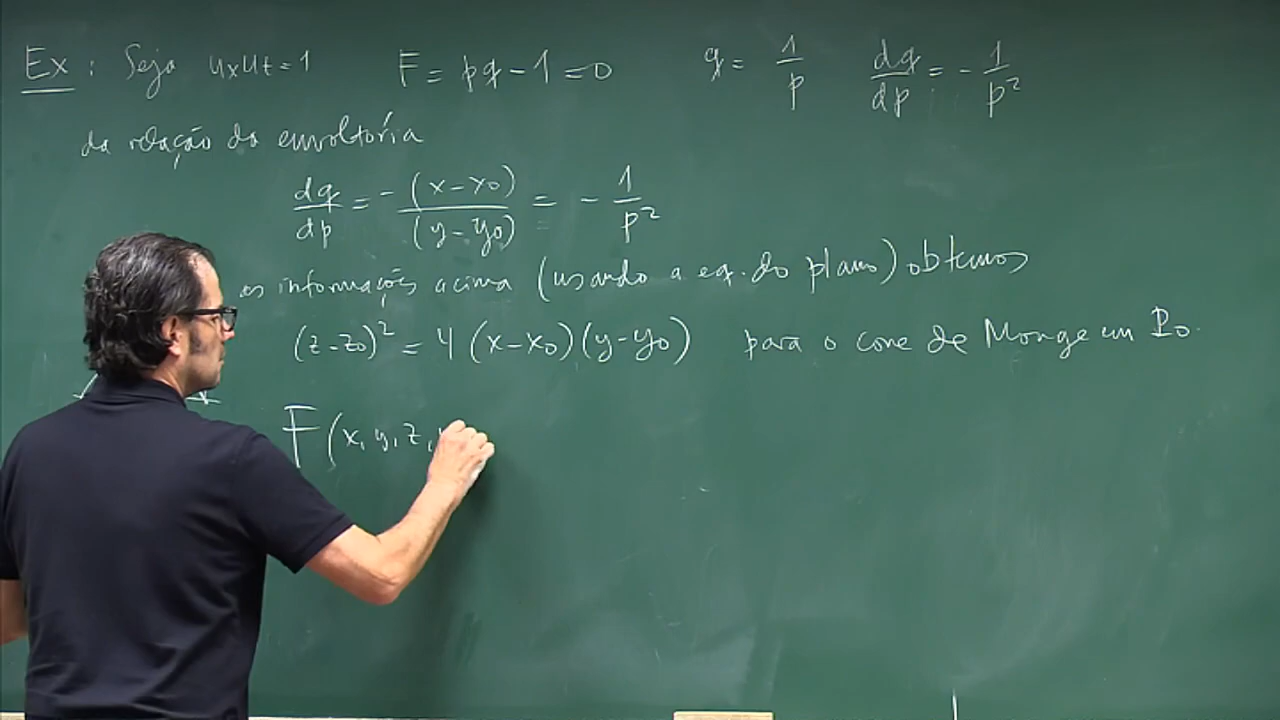 Ex: Seja uxut = 1 F = pq - 1 = 0 q = 1/p dq/dp = - 1/p²
da relação da envoltória
dq/dp = - (x - x0)/(y - y0) = - 1/p²
as informações acima (usando a eq. do plano) obtemos
(z - z0)² = 4 (x - x0)(y - y0) para o cone de Monge em P0.
F(x, y, z,